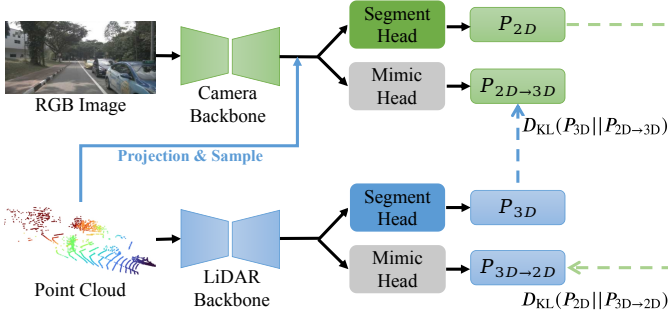 Segment
Head
P2D
RGB Image
Camera
Backbone
Mimic
Head
P2D→3D
DKL(P3D||P2D→3D)
Projection & Sample
Segment
Head
P3D
Point Cloud
LiDAR
Backbone
Mimic
Head
P3D→2D
DKL(P2D||P3D→2D)